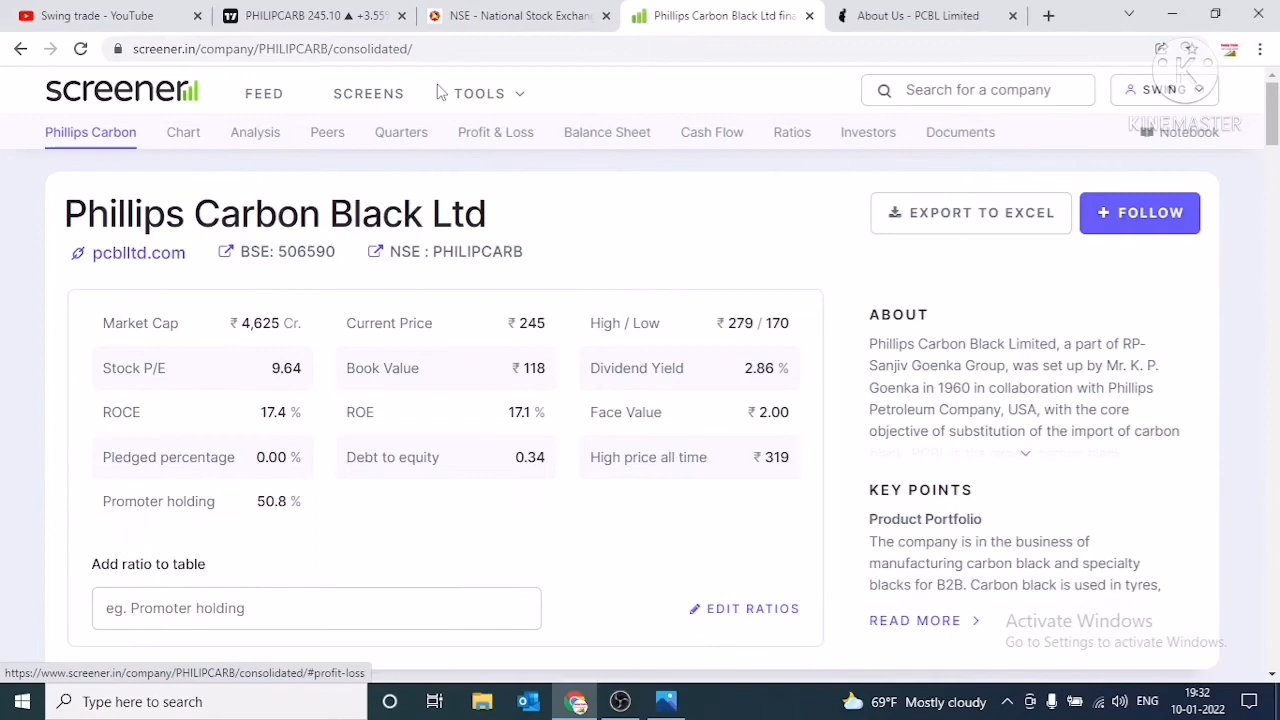 Swing trade - YouTube
PHILIPCARB 245.10 ▲ +3.55%
NSE - National Stock Exchan
Phillips Carbon Black Ltd fina
About Us - PCBL Limited
screener.in/company/PHILIPCARB/consolidated/
screener
FEED
SCREENS
TOOLS
Search for a company
SWING
KINEMASTER
Phillips Carbon
Chart
Analysis
Peers
Quarters
Profit & Loss
Balance Sheet
Cash Flow
Ratios
Investors
Documents
Notebook
Phillips Carbon Black Ltd
EXPORT TO EXCEL
+ FOLLOW
pcblltd.com
BSE: 506590
NSE : PHILIPCARB
Market Cap ₹ 4,625 Cr.
Current Price ₹ 245
High / Low ₹ 279 / 170
Stock P/E 9.64
Book Value ₹ 118
Dividend Yield 2.86 %
ROCE 17.4 %
ROE 17.1 %
Face Value ₹ 2.00
Pledged percentage 0.00 %
Debt to equity 0.34
High price all time ₹ 319
Promoter holding 50.8 %
Add ratio to table
eg. Promoter holding
EDIT RATIOS
ABOUT
Phillips Carbon Black Limited, a part of RP-
Sanjiv Goenka Group, was set up by Mr. K. P.
Goenka in 1960 in collaboration with Phillips
Petroleum Company, USA, with the core
objective of substitution of the import of carbon
KEY POINTS
Product Portfolio
The company is in the business of
manufacturing carbon black and specialty
blacks for B2B. Carbon black is used in tyres,
READ MORE >
Activate Windows
Go to Settings to activate Windows.
https://www.screener.in/company/PHILIPCARB/consolidated/#profit-loss
Type here to search
69°F Mostly cloudy
ENG
19:32
10-01-2022